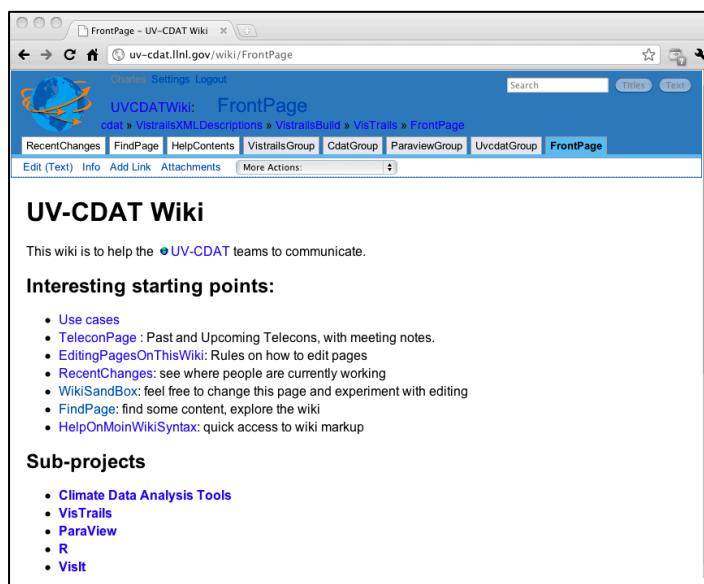 FrontPage – UV-CDAT Wiki
uv-cdat.llnl.gov/wiki/FrontPage
Charles Settings Logout
Search
Titles
Text
UVCDATWiki: FrontPage
cdat » VistrailsXMLDescriptions » VistrailsBuild » VisTrails » FrontPage
RecentChanges FindPage HelpContents VistrailsGroup CdatGroup ParaviewGroup UvcdatGroup FrontPage
Edit (Text) Info Add Link Attachments More Actions:
UV-CDAT Wiki
This wiki is to help the UV-CDAT teams to communicate.
Interesting starting points:
• Use cases
• TeleconPage : Past and Upcoming Telecons, with meeting notes.
• EditingPagesOnThisWiki: Rules on how to edit pages
• RecentChanges: see where people are currently working
• WikiSandBox: feel free to change this page and experiment with editing
• FindPage: find some content, explore the wiki
• HelpOnMoinWikiSyntax: quick access to wiki markup
Sub-projects
• Climate Data Analysis Tools
• VisTrails
• ParaView
• R
• VisIt